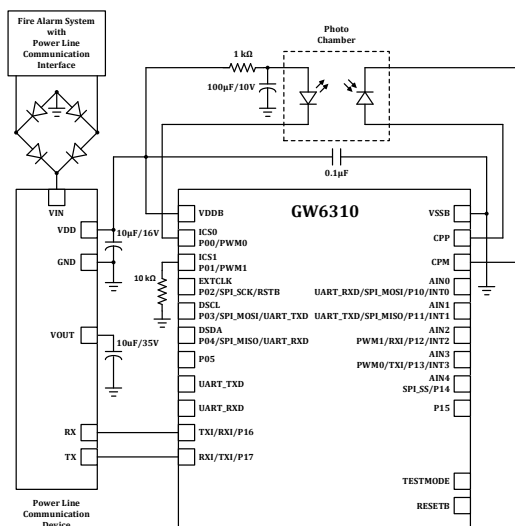 Fire Alarm System
with
Power Line
Communication
Interface
Photo
Chamber
1 kΩ
100µF/10V
0.1µF
VIN
VDD
10µF/16V
GND
10 kΩ
VOUT
10uF/35V
RX
TX
Power Line
Communication
Device
GW6310
VDDB
ICS0
P00/PWM0
ICS1
P01/PWM1
EXTCLK
P02/SPI_SCK/RSTB
DSCL
P03/SPI_MOSI/UART_TXD
DSDA
P04/SPI_MISO/UART_RXD
P05
UART_TXD
UART_RXD
TXI/RXI/P16
RXI/TXI/P17
VSSB
CPP
CPM
AIN0
UART_RXD/SPI_MOSI/P10/INT0
AIN1
UART_TXD/SPI_MISO/P11/INT1
AIN2
PWM1/RXI/P12/INT2
AIN3
PWM0/TXI/P13/INT3
AIN4
SPI_SS/P14
P15
TESTMODE
RESETB